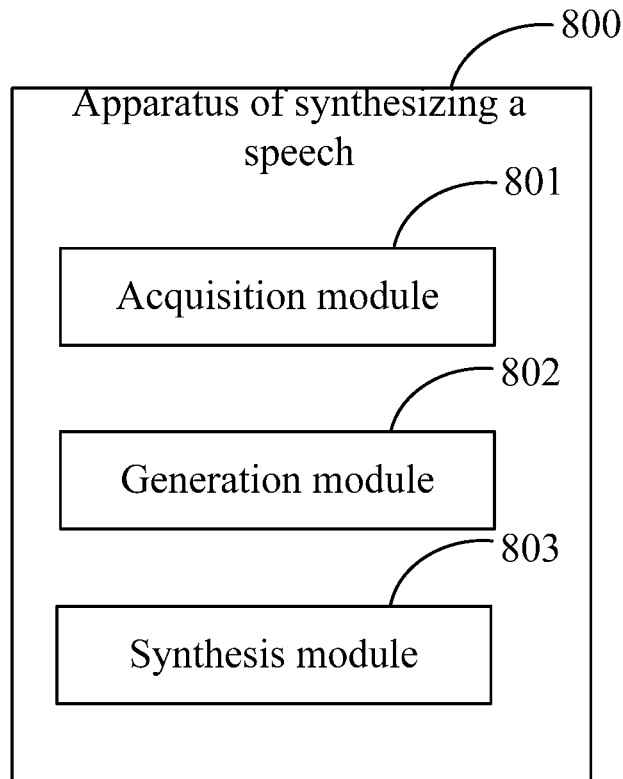 800
Apparatus of synthesizing a
speech
801
Acquisition module
802
Generation module
803
Synthesis module